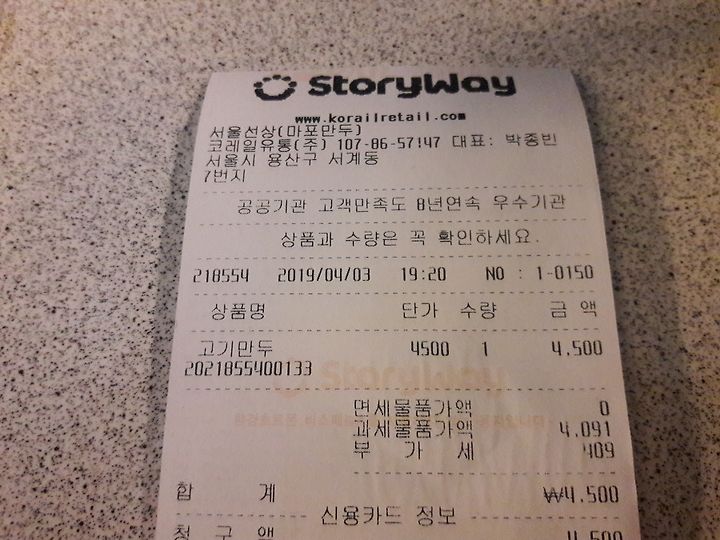 StoryWay
www.korailretail.com
서울선상(마포만두)
코레일유통(주) 107-86-57147 대표: 박종빈
서울시 용산구 서계동
7번지
공공기관 고객만족도 8년연속 우수기관
상품과 수량은 꼭 확인하세요.
218554 2019/04/03 19:20 NO : 1-0150
상품명 단가 수량 금 액
고기만두 4500 1 4,500
2021855400133
면세물품가액 0
과세물품가액 4,091
부 가 세 409
합 계 ₩4,500
신용카드 정보
청 구 액 4,500